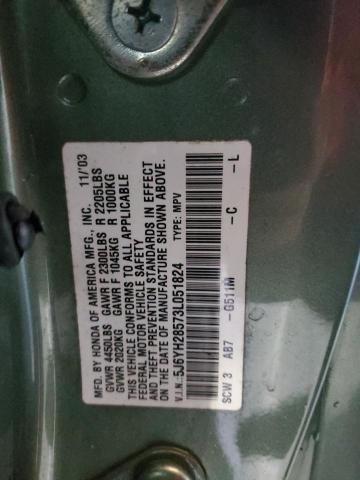 MFD. BY HONDA OF AMERICA MFG., INC. 11/'03
GVWR 4450LBS GAWR F 2300LBS R 2205LBS
GVWR 2020KG GAWR F 1045KG R 1000KG
THIS VEHICLE CONFORMS TO ALL APPLICABLE
FEDERAL MOTOR VEHICLE SAFETY
AND THEFT PREVENTION STANDARDS IN EFFECT
ON THE DATE OF MANUFACTURE SHOWN ABOVE.
V.I.N.:5J6YH28573L051824 TYPE: MPV
SCW 3 AB7 -G511M -C -L